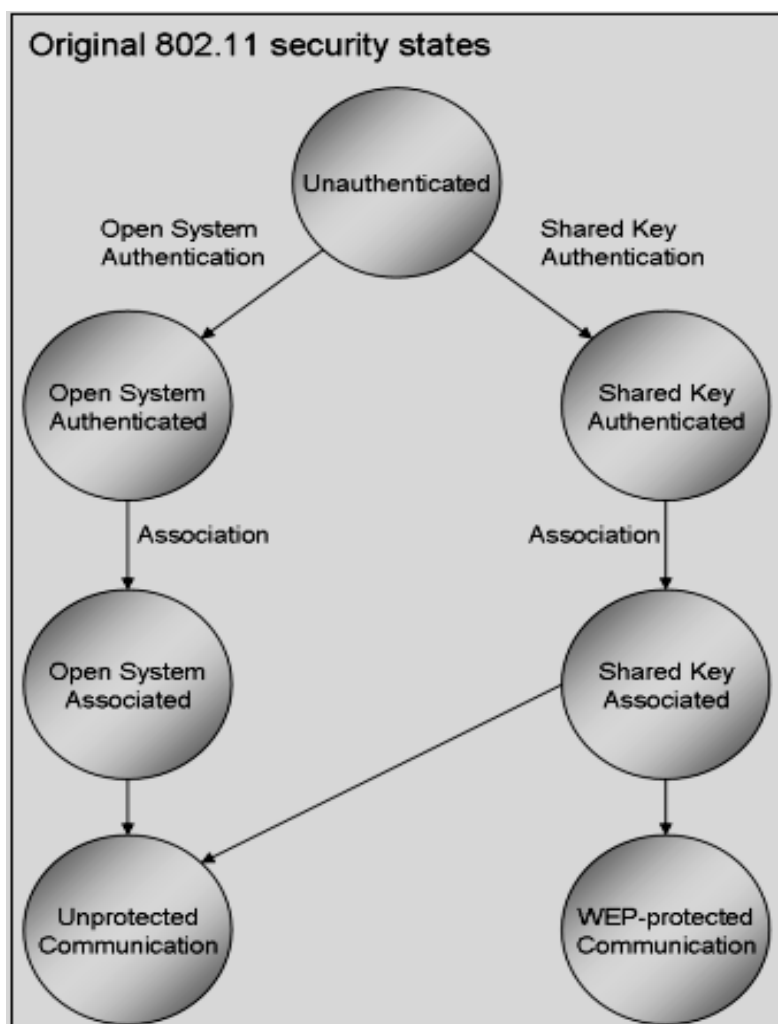 Original 802.11 security states
Unauthenticated
Open System
Authentication
Shared Key
Authentication
Open System
Authenticated
Shared Key
Authenticated
Association
Association
Open System
Associated
Shared Key
Associated
Unprotected
Communication
WEP-protected
Communication